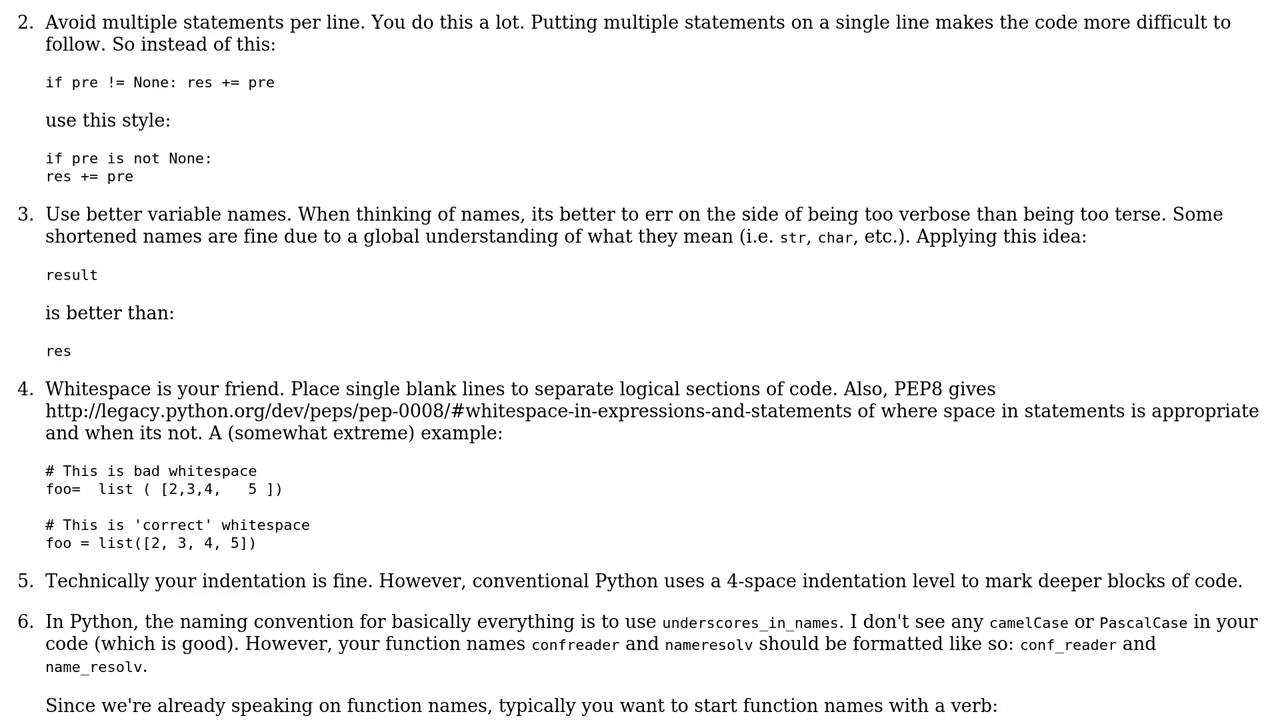 2. Avoid multiple statements per line. You do this a lot. Putting multiple statements on a single line makes the code more difficult to
follow. So instead of this:
if pre != None: res += pre
use this style:
if pre is not None:
res += pre
3. Use better variable names. When thinking of names, its better to err on the side of being too verbose than being too terse. Some
shortened names are fine due to a global understanding of what they mean (i.e. str, char, etc.). Applying this idea:
result
is better than:
res
4. Whitespace is your friend. Place single blank lines to separate logical sections of code. Also, PEP8 gives
http://legacy.python.org/dev/peps/pep-0008/#whitespace-in-expressions-and-statements of where space in statements is appropriate
and when its not. A (somewhat extreme) example:
# This is bad whitespace
foo=  list ( [2,3,4,   5 ])
# This is 'correct' whitespace
foo = list([2, 3, 4, 5])
5. Technically your indentation is fine. However, conventional Python uses a 4-space indentation level to mark deeper blocks of code.
6. In Python, the naming convention for basically everything is to use underscores_in_names. I don't see any camelCase or PascalCase in your
code (which is good). However, your function names confreader and nameresolv should be formatted like so: conf_reader and
name_resolv.
Since we're already speaking on function names, typically you want to start function names with a verb: